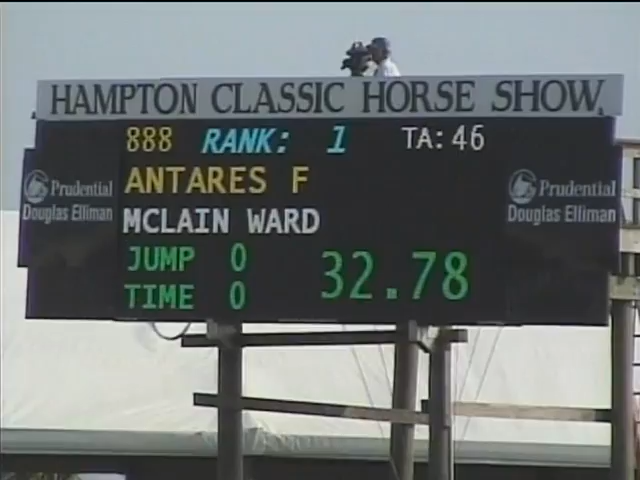 HAMPTON CLASSIC HORSE SHOW
888 RANK: 1 TA: 46
ANTARES F
MCLAIN WARD
JUMP 0
TIME 0
32.78
Prudential
Douglas Elliman
Prudential
Douglas Elliman